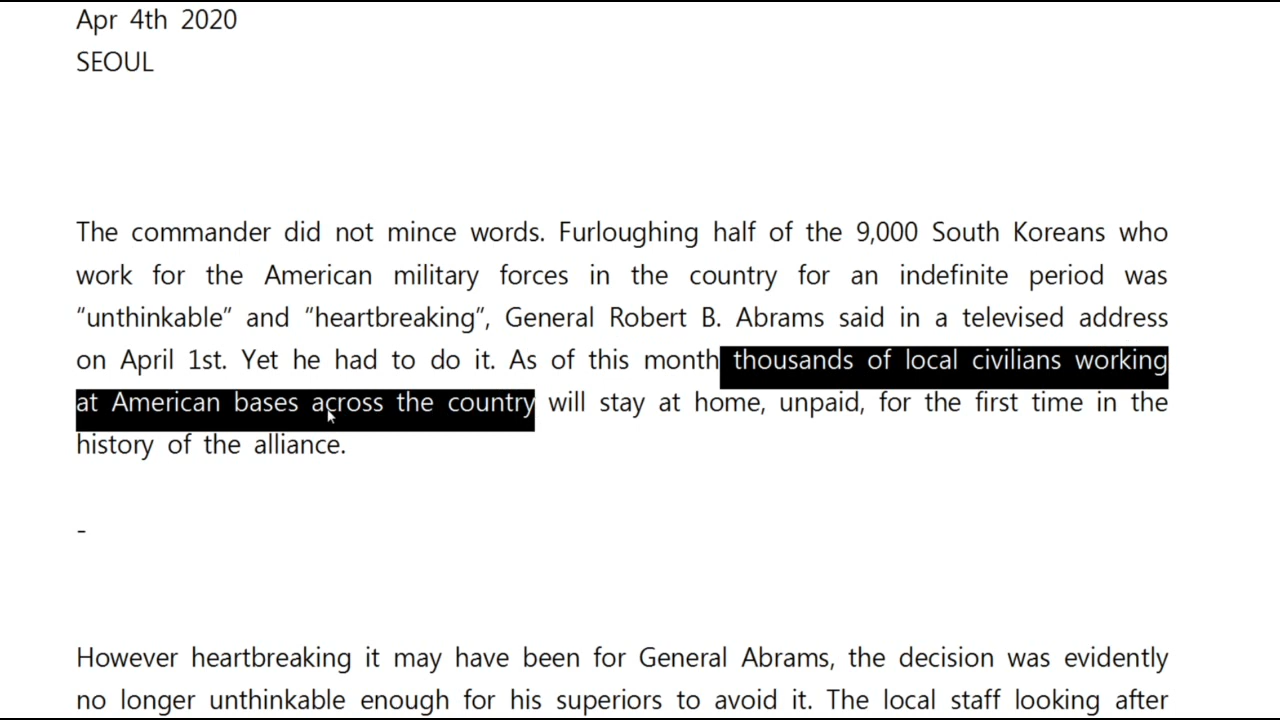 Apr 4th 2020
SEOUL
The commander did not mince words. Furloughing half of the 9,000 South Koreans who
work for the American military forces in the country for an indefinite period was
“unthinkable” and “heartbreaking”, General Robert B. Abrams said in a televised address
on April 1st. Yet he had to do it. As of this month thousands of local civilians working
at American bases across the country will stay at home, unpaid, for the first time in the
history of the alliance.
-
However heartbreaking it may have been for General Abrams, the decision was evidently
no longer unthinkable enough for his superiors to avoid it. The local staff looking after